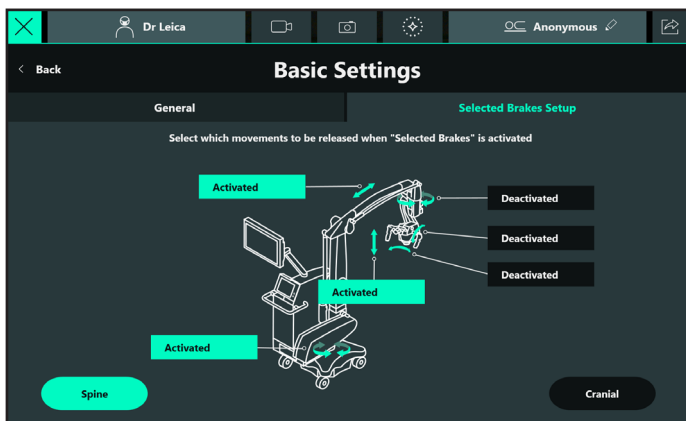 Dr Leica
Anonymous
Back
Basic Settings
General
Selected Brakes Setup
Select which movements to be released when "Selected Brakes" is activated
Activated
Deactivated
Deactivated
Deactivated
Activated
Activated
Spine
Cranial